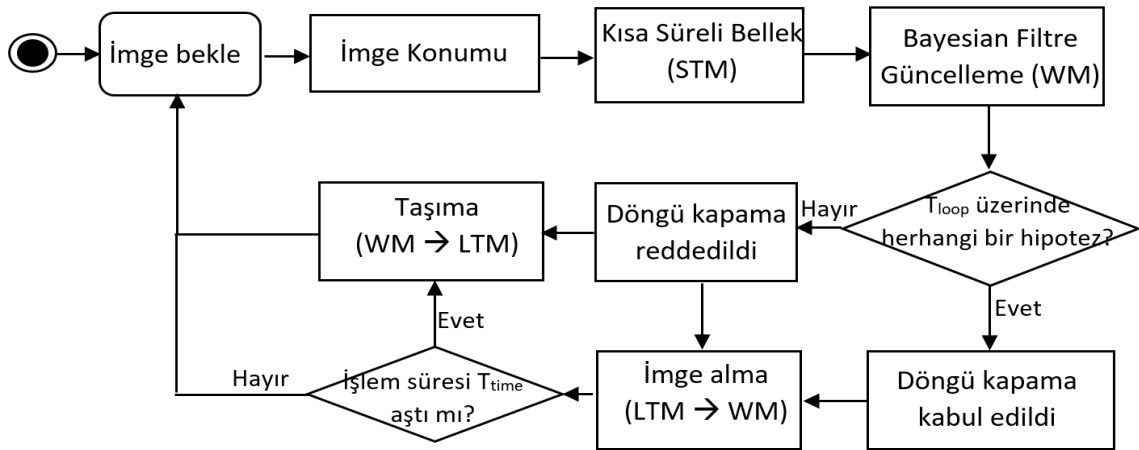 İmge bekle
İmge Konumu
Kısa Süreli Bellek
(STM)
Bayesian Filtre
Güncelleme (WM)
Tloop üzerinde
herhangi bir hipotez?
Hayır
Döngü kapama
reddedildi
Taşıma
(WM → LTM)
Evet
Evet
Döngü kapama
kabul edildi
İmge alma
(LTM → WM)
İşlem süresi Ttime
aştı mı?
Hayır